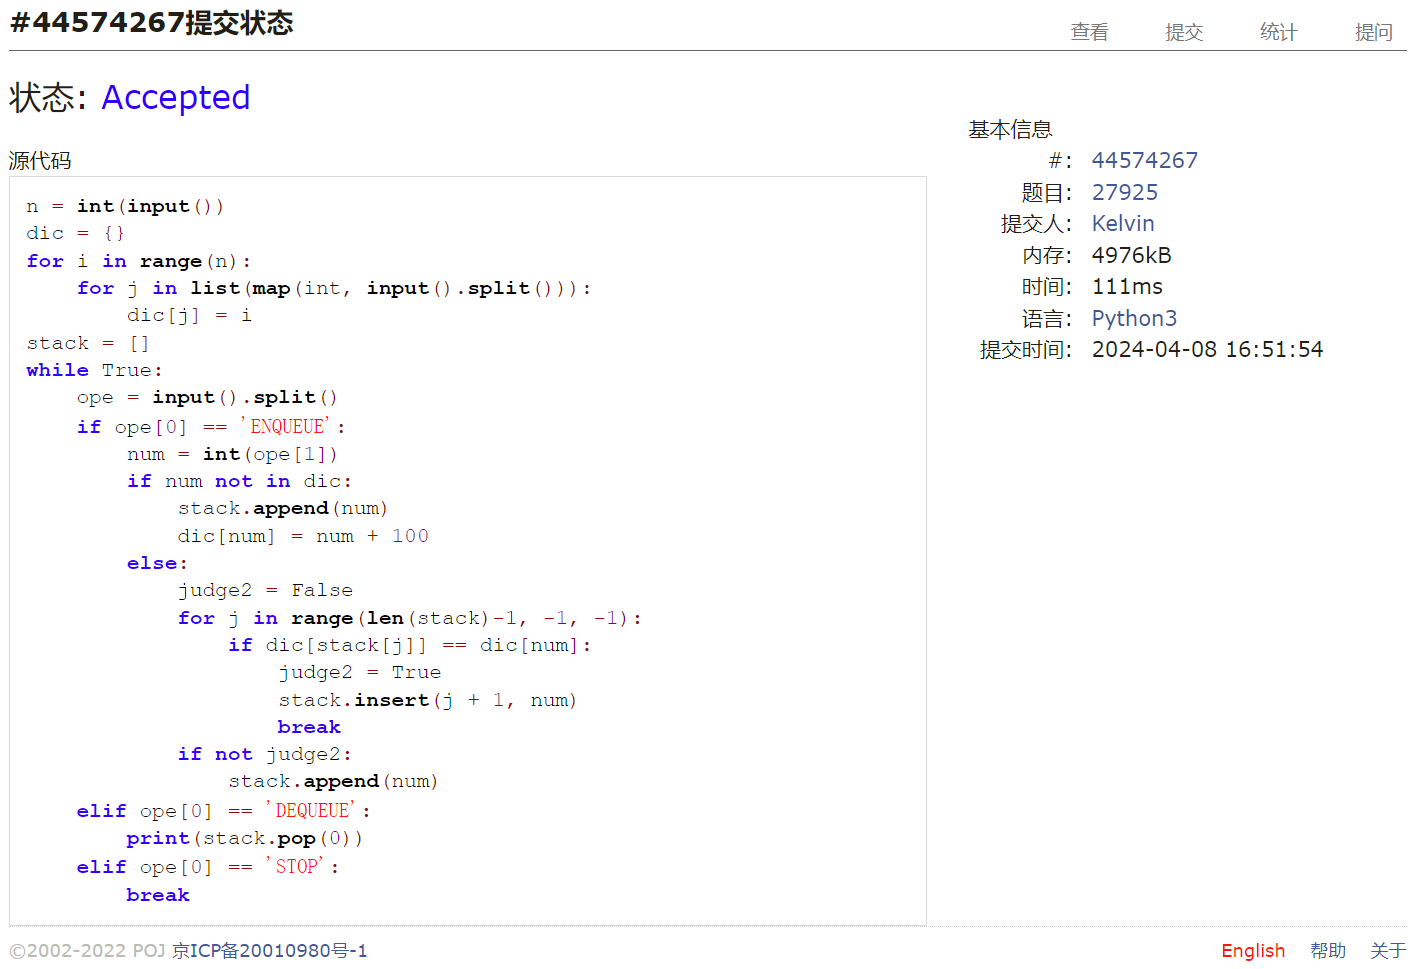 #44574267提交状态
查看 提交 统计 提问
状态: Accepted
源代码
n = int(input())
dic = {}
for i in range(n):
    for j in list(map(int, input().split())):
        dic[j] = i
stack = []
while True:
    ope = input().split()
    if ope[0] == 'ENQUEUE':
        num = int(ope[1])
        if num not in dic:
            stack.append(num)
            dic[num] = num + 100
        else:
            judge2 = False
            for j in range(len(stack)-1, -1, -1):
                if dic[stack[j]] == dic[num]:
                    judge2 = True
                    stack.insert(j + 1, num)
                    break
            if not judge2:
                stack.append(num)
    elif ope[0] == 'DEQUEUE':
        print(stack.pop(0))
    elif ope[0] == 'STOP':
        break
基本信息
#: 44574267
题目: 27925
提交人: Kelvin
内存: 4976kB
时间: 111ms
语言: Python3
提交时间: 2024-04-08 16:51:54
©2002-2022 POJ 京ICP备20010980号-1
English 帮助 关于